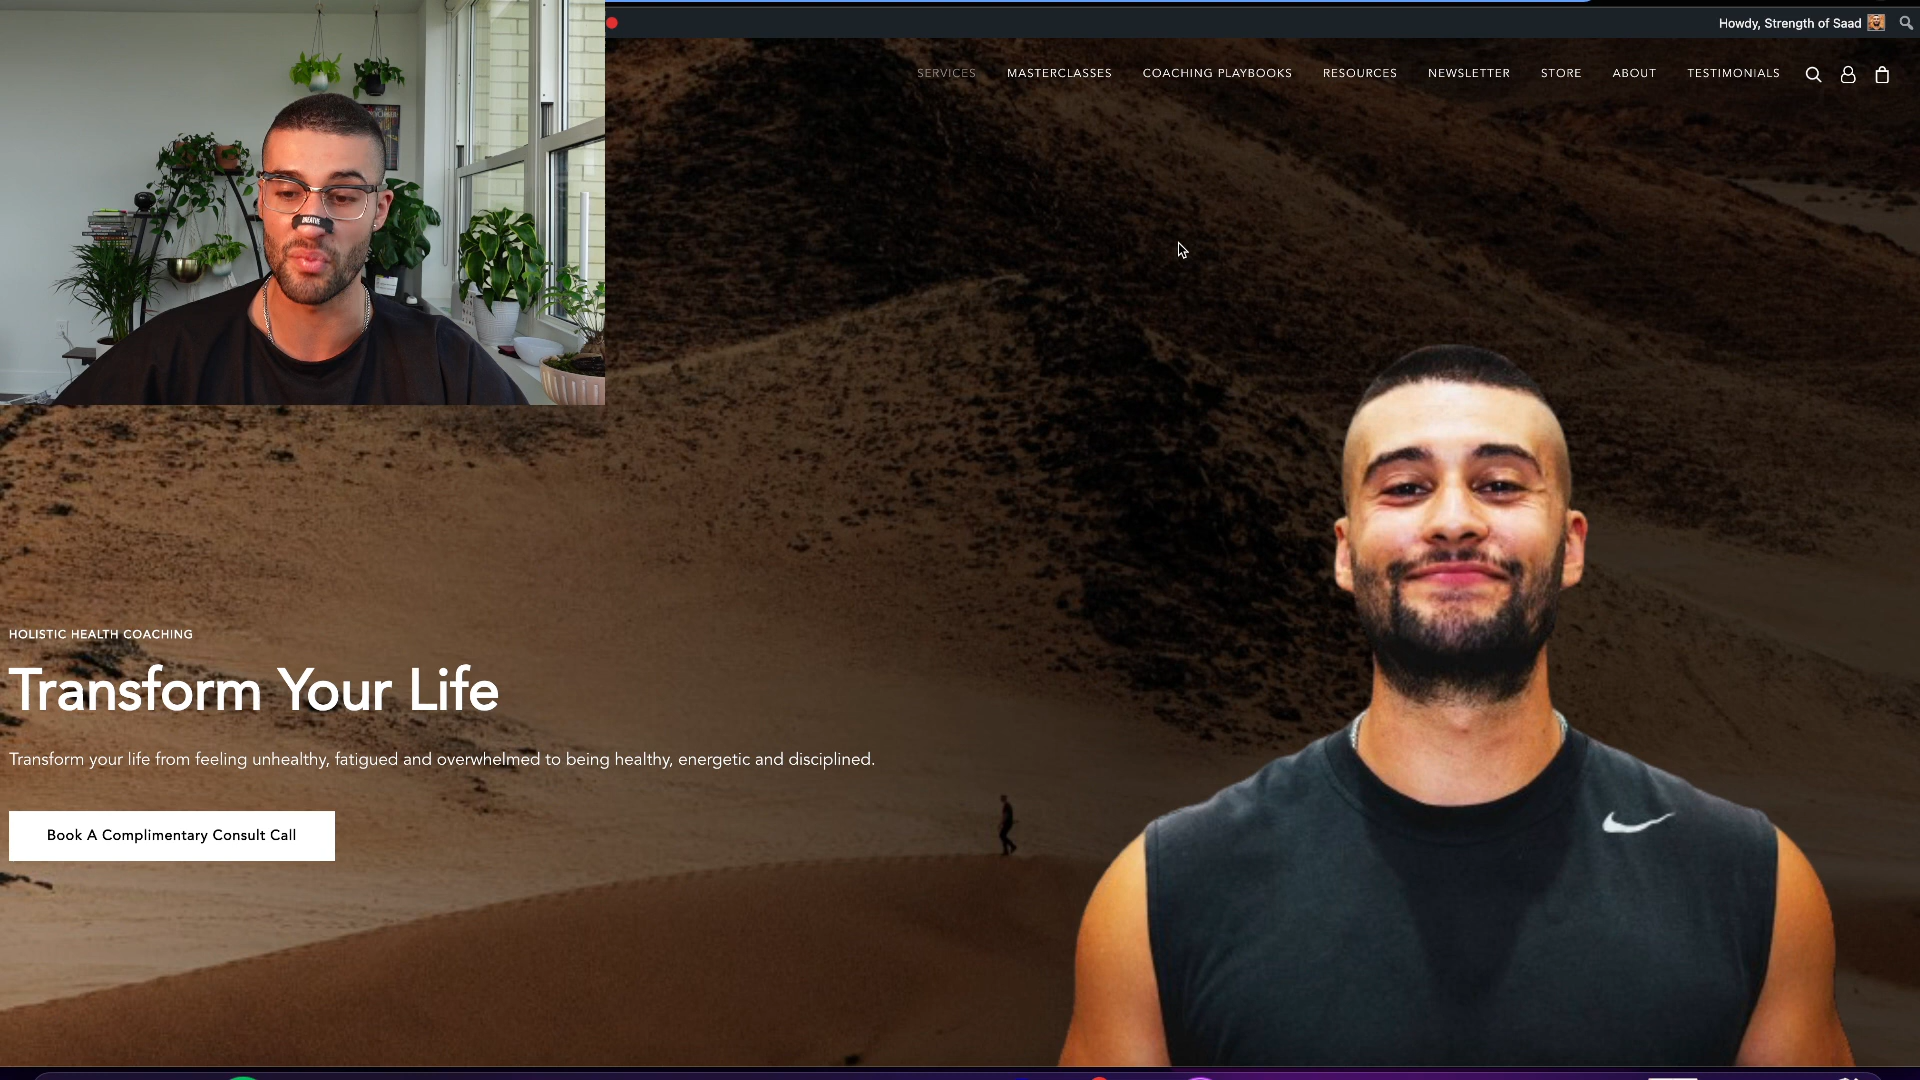 Howdy, Strength of Saad
SERVICES MASTERCLASSES COACHING PLAYBOOKS RESOURCES NEWSLETTER STORE ABOUT TESTIMONIALS
BREATHE
HOLISTIC HEALTH COACHING
Transform Your Life
Transform your life from feeling unhealthy, fatigued and overwhelmed to being healthy, energetic and disciplined.
Book A Complimentary Consult Call